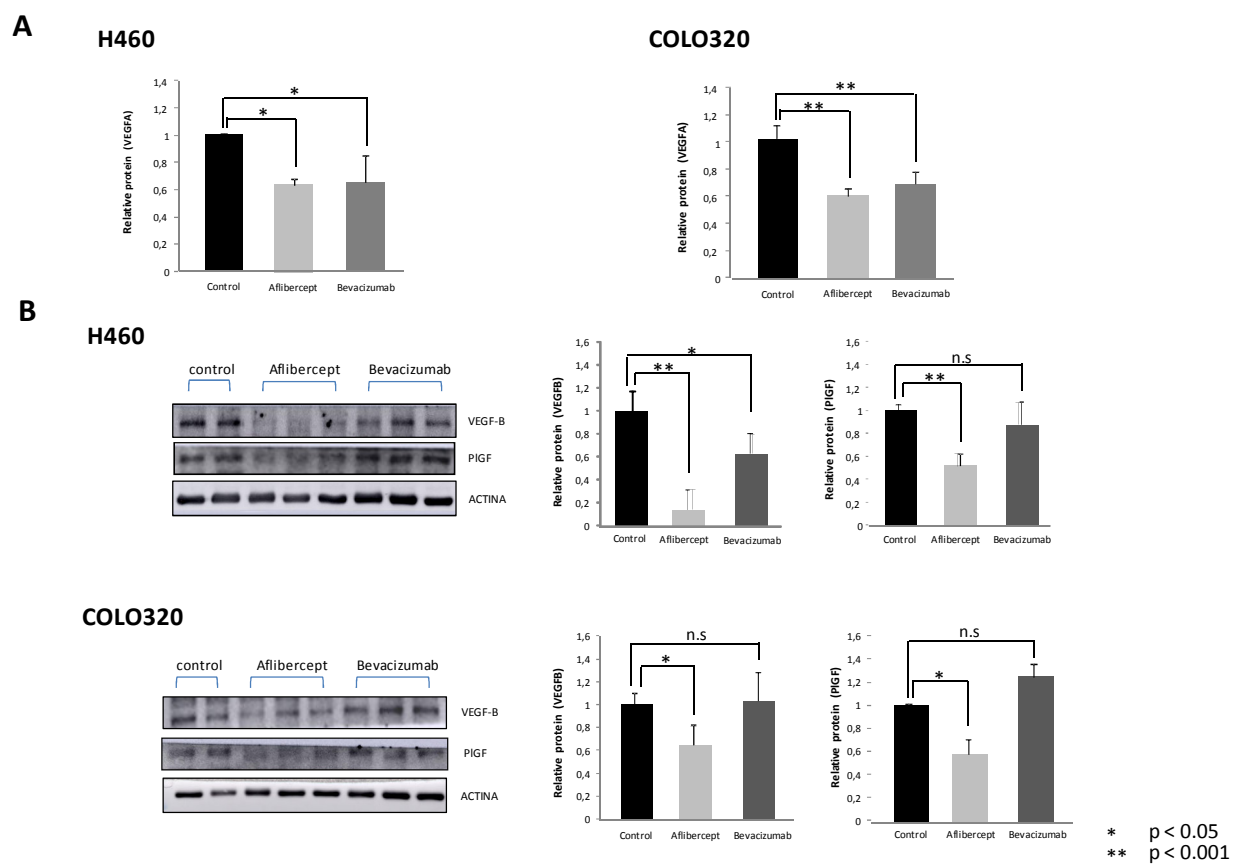 A
H460
COLO320
1,4
1,2
1
0,8
0,6
0,4
0,2
0
Relative protein (VEGFA)
*
*
Control
Aflibercept
Bevacizumab
1,4
1,2
1
0,8
0,6
0,4
0,2
0
Relative protein (VEGFA)
**
**
Control
Aflibercept
Bevacizumab
B
H460
control
Aflibercept
Bevacizumab
VEGF-B
PIGF
ACTINA
1,6
1,4
1,2
1
0,8
0,6
0,4
0,2
0
Relative protein (VEGFB)
*
**
Control
Aflibercept
Bevacizumab
1,6
1,4
1,2
1
0,8
0,6
0,4
0,2
0
Relative protein (PIGF)
n.s
**
Control
Aflibercept
Bevacizumab
COLO320
control
Aflibercept
Bevacizumab
VEGF-B
PIGF
ACTINA
1,6
1,4
1,2
1
0,8
0,6
0,4
0,2
0
Relative protein (VEGFB)
n.s
*
Control
Aflibercept
Bevacizumab
1,6
1,4
1,2
1
0,8
0,6
0,4
0,2
0
Relative protein (PIGF)
n.s
*
Control
Aflibercept
Bevacizumab
* p < 0.05
** p < 0.001